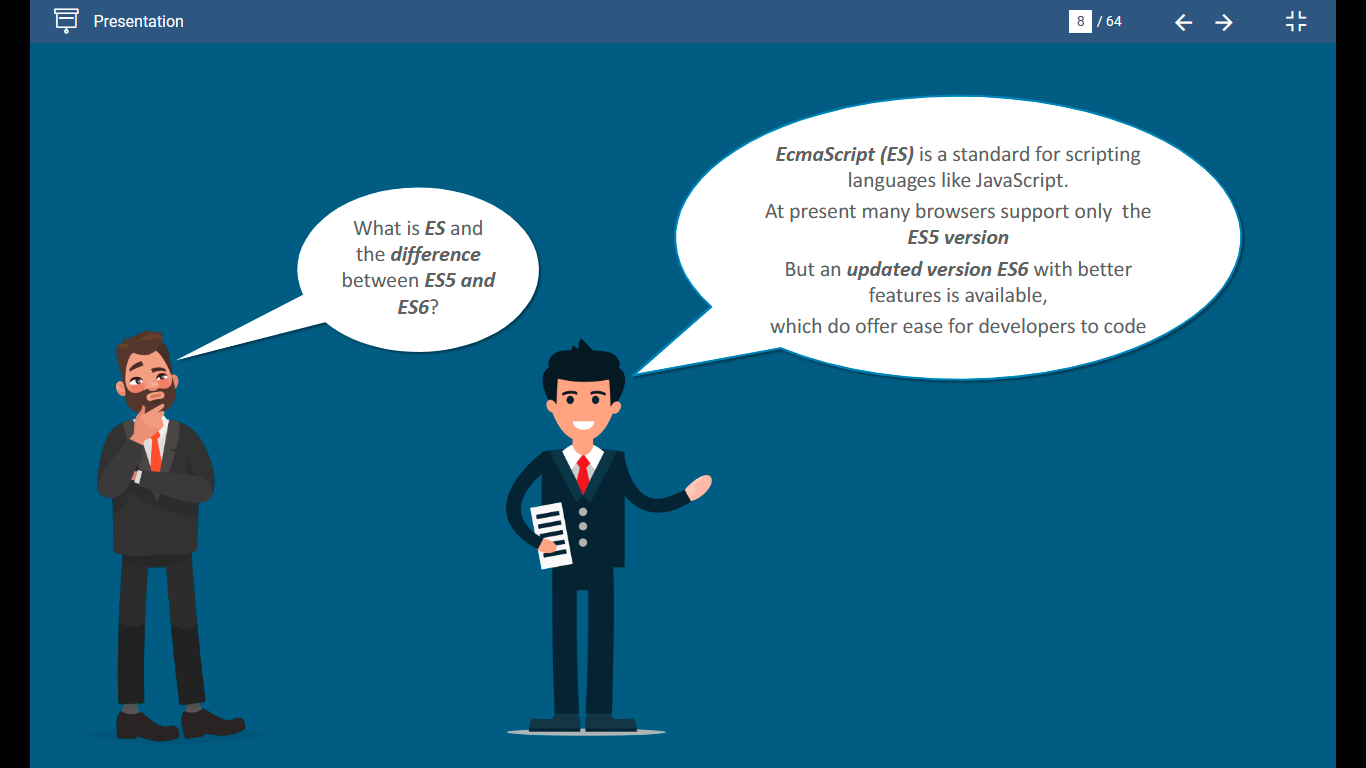 Presentation
8 / 64
What is ES and
the difference
between ES5 and
ES6?
EcmaScript (ES) is a standard for scripting
languages like JavaScript.
At present many browsers support only  the
ES5 version
But an updated version ES6 with better
features is available,
which do offer ease for developers to code